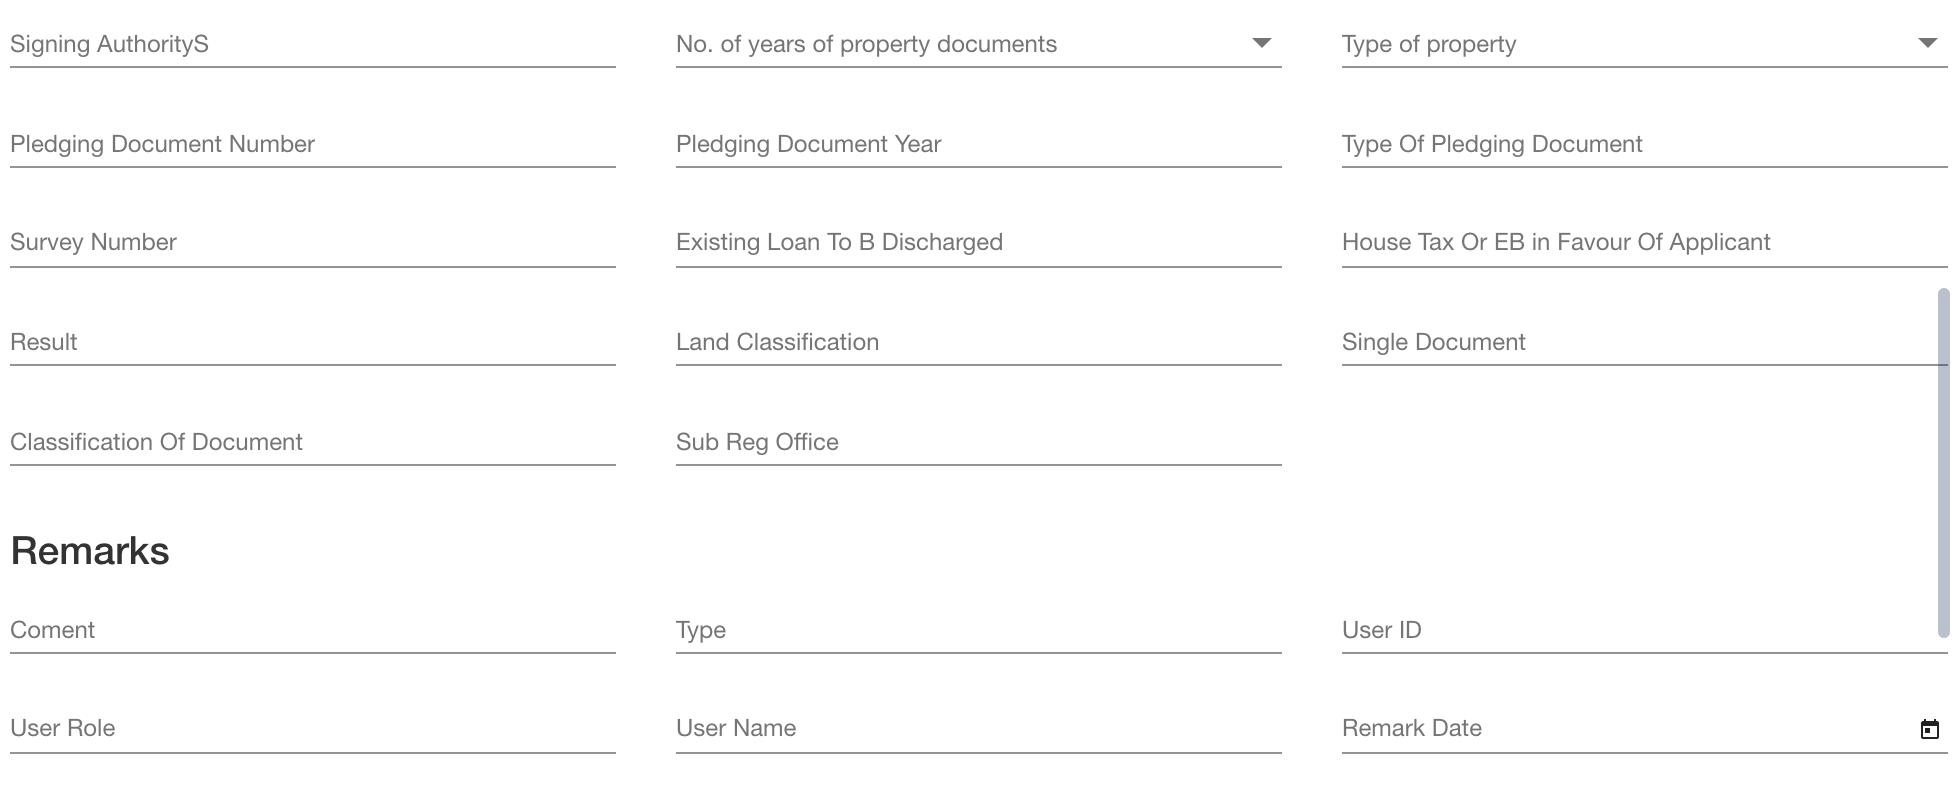 Signing AuthorityS
No. of years of property documents
Type of property
Pledging Document Number
Pledging Document Year
Type Of Pledging Document
Survey Number
Existing Loan To B Discharged
House Tax Or EB in Favour Of Applicant
Result
Land Classification
Single Document
Classification Of Document
Sub Reg Office
Remarks
Coment
Type
User ID
User Role
User Name
Remark Date